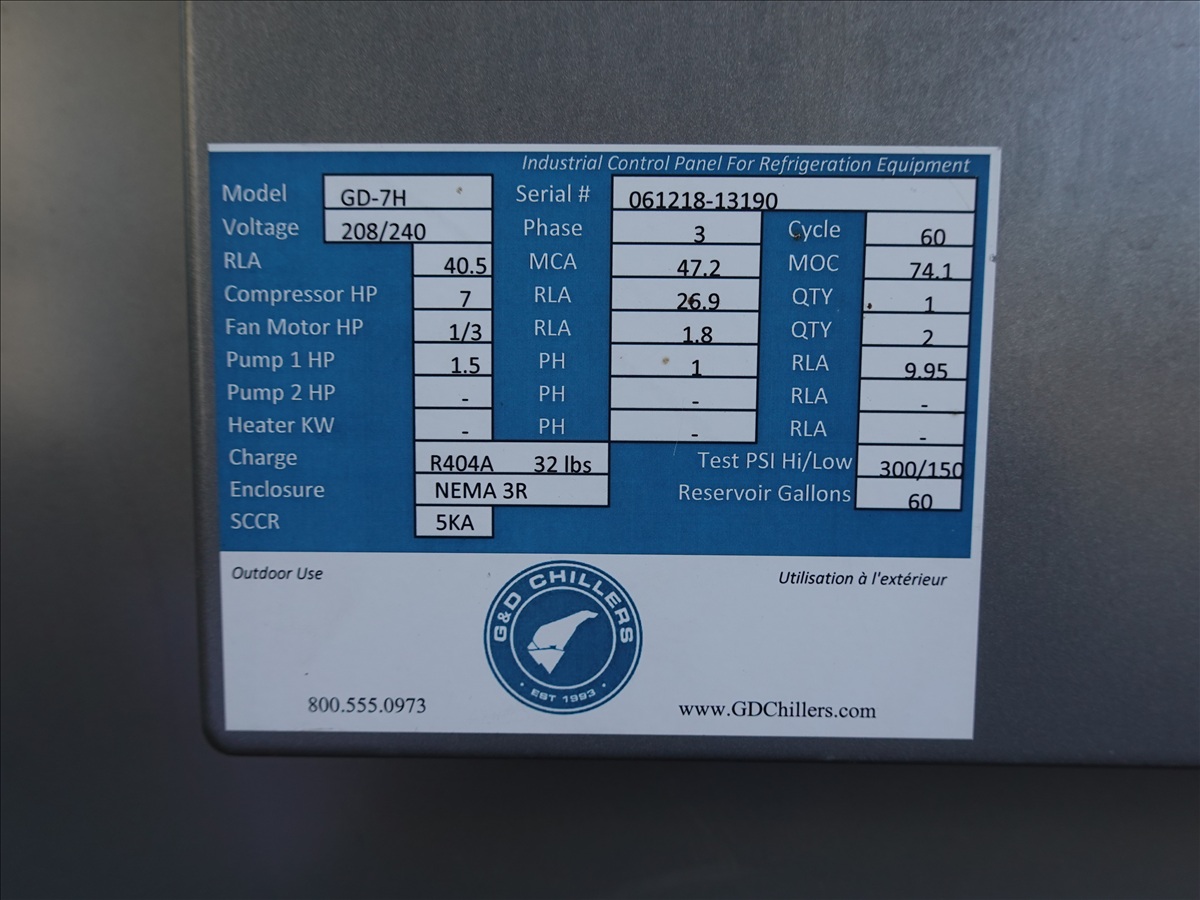 Industrial Control Panel For Refrigeration Equipment
Model GD-7H Serial # 061218-13190
Voltage 208/240 Phase 3 Cycle 60
RLA 40.5 MCA 47.2 MOC 74.1
Compressor HP 7 RLA 26.9 QTY 1
Fan Motor HP 1/3 RLA 1.8 QTY 2
Pump 1 HP 1.5 PH 1 RLA 9.95
Pump 2 HP - PH - RLA -
Heater KW - PH - RLA -
Charge R404A 32 lbs Test PSI Hi/Low 300/150
Enclosure NEMA 3R Reservoir Gallons 60
SCCR 5KA
Outdoor Use Utilisation à l'extérieur
G&D CHILLERS
· EST 1993 ·
800.555.0973 www.GDChillers.com